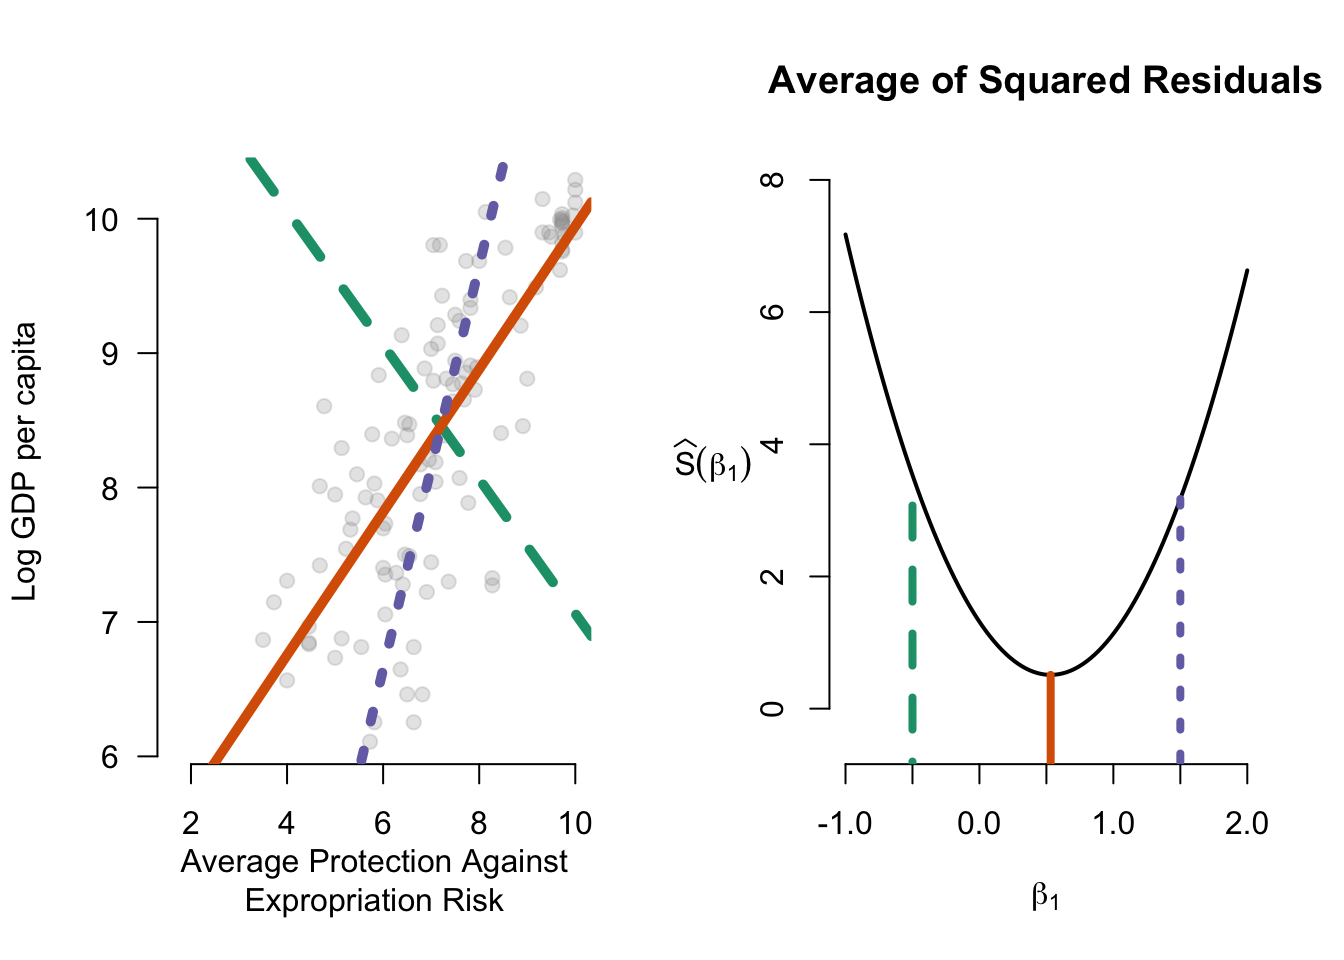 Average of Squared Residuals
Log GDP per capita
10
9
8
7
6
2 4 6 8 10
Average Protection Against
Expropriation Risk
Ŝ(β₁)
8
6
4
2
0
-1.0 0.0 1.0 2.0
β₁